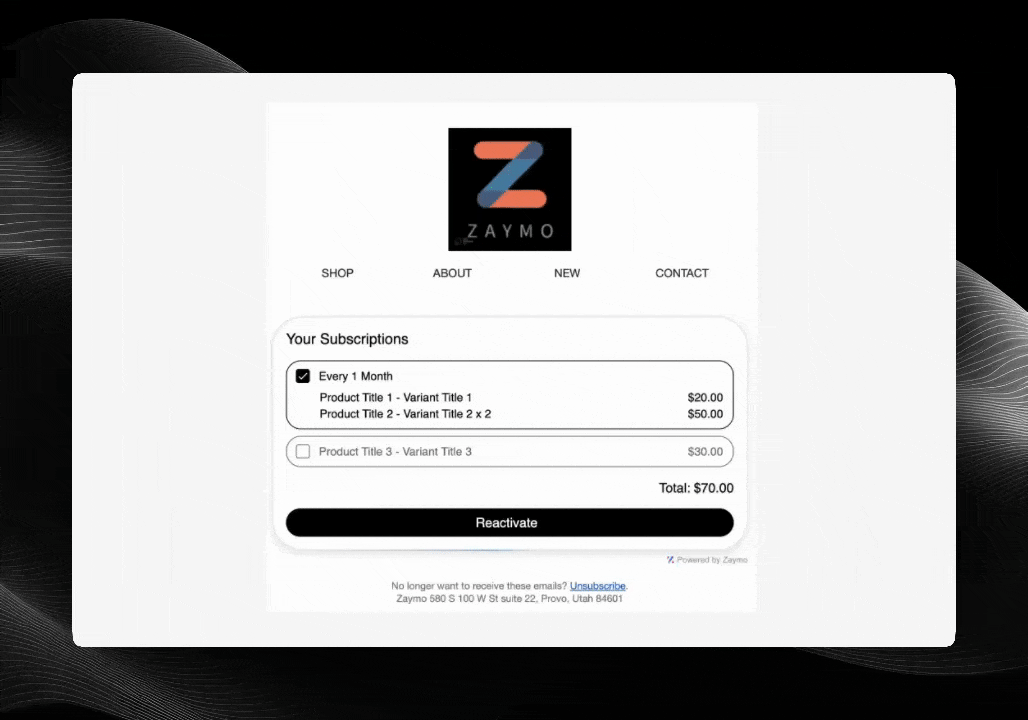 ZAYMO
SHOP ABOUT NEW CONTACT
Your Subscriptions
Every 1 Month
Product Title 1 - Variant Title 1 $20.00
Product Title 2 - Variant Title 2 x 2 $50.00
Product Title 3 - Variant Title 3 $30.00
Total: $70.00
Reactivate
Powered by Zaymo
No longer want to receive these emails? Unsubscribe.
Zaymo 580 S 100 W St suite 22, Provo, Utah 84601